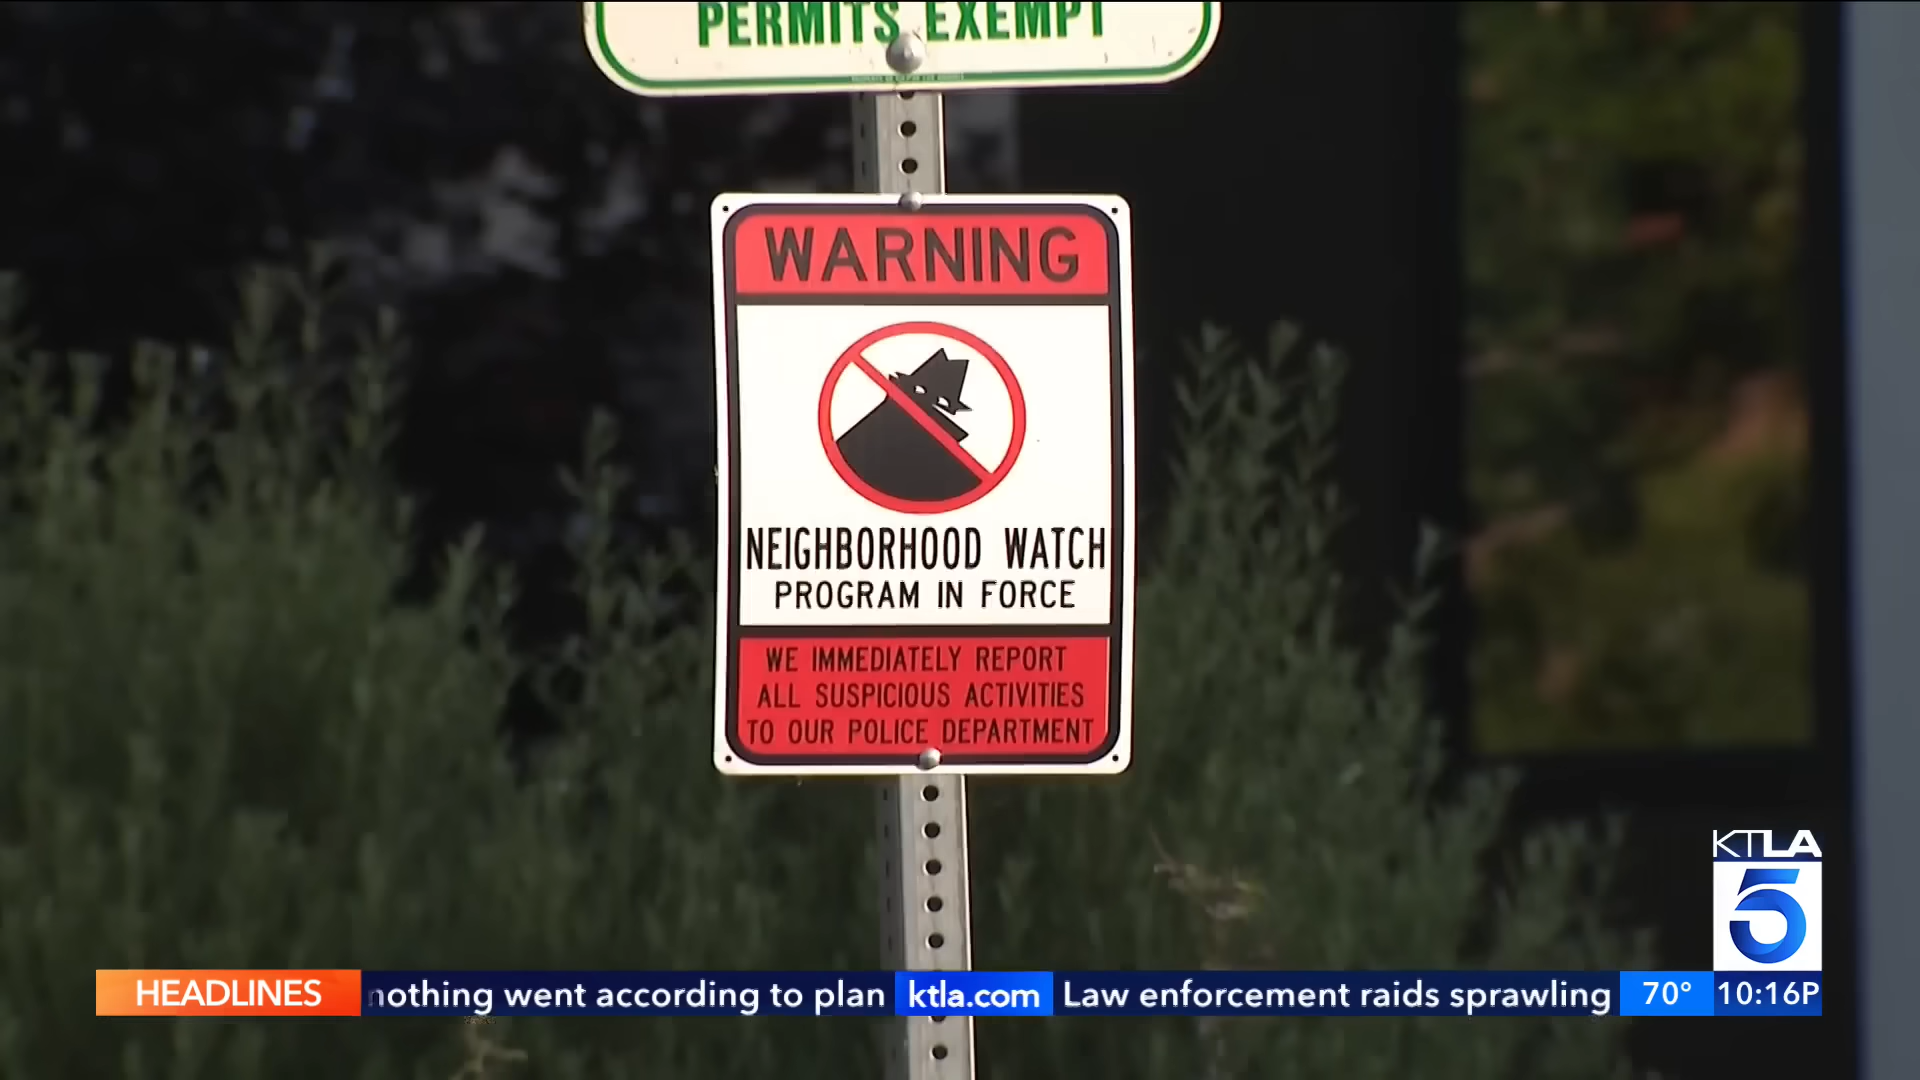 PERMITS EXEMPT
WARNING
NEIGHBORHOOD WATCH
PROGRAM IN FORCE
WE IMMEDIATELY REPORT
ALL SUSPICIOUS ACTIVITIES
TO OUR POLICE DEPARTMENT
KTLA
5
HEADLINES nothing went according to plan ktla.com Law enforcement raids sprawling 70° 10:16P